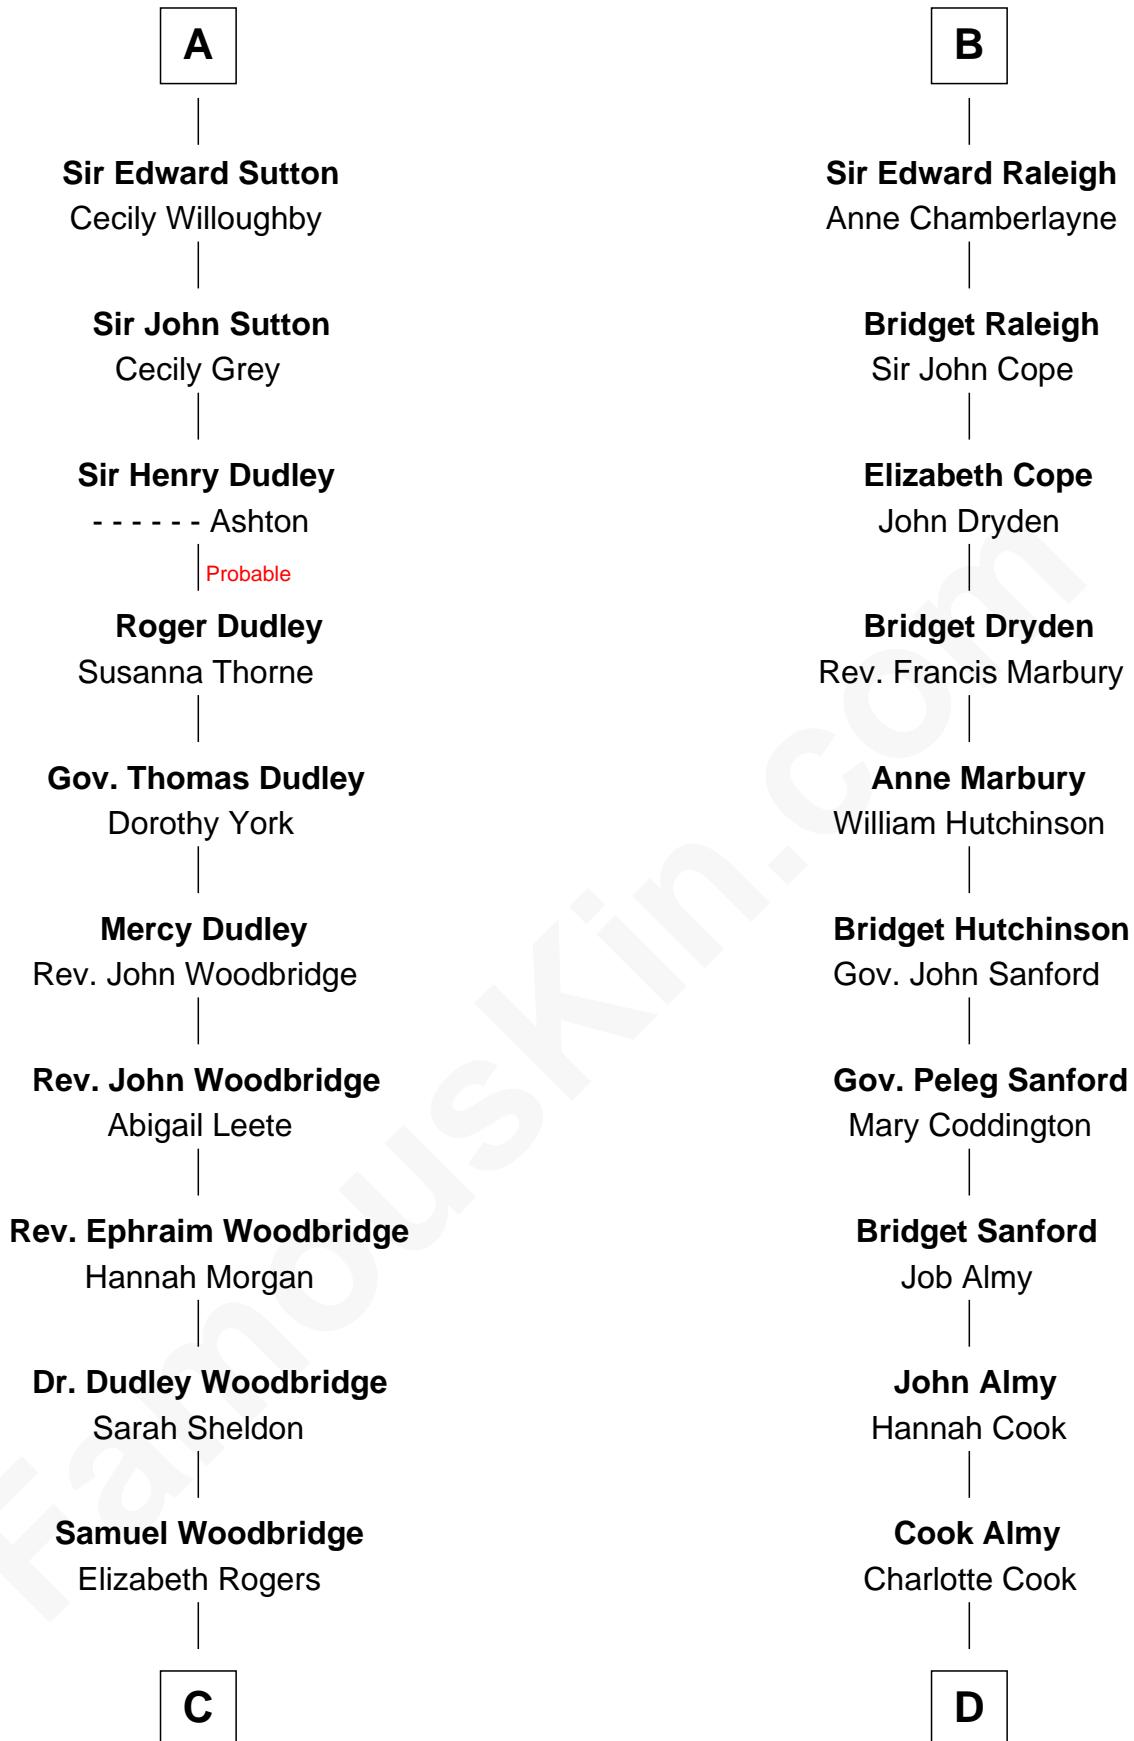 A
Sir Edward Sutton
Cecily Willoughby
Sir John Sutton
Cecily Grey
Sir Henry Dudley
- - - - - - Ashton
Probable
Roger Dudley
Susanna Thorne
Gov. Thomas Dudley
Dorothy York
Mercy Dudley
Rev. John Woodbridge
Rev. John Woodbridge
Abigail Leete
Rev. Ephraim Woodbridge
Hannah Morgan
Dr. Dudley Woodbridge
Sarah Sheldon
Samuel Woodbridge
Elizabeth Rogers
C
B
Sir Edward Raleigh
Anne Chamberlayne
Bridget Raleigh
Sir John Cope
Elizabeth Cope
John Dryden
Bridget Dryden
Rev. Francis Marbury
Anne Marbury
William Hutchinson
Bridget Hutchinson
Gov. John Sanford
Gov. Peleg Sanford
Mary Coddington
Bridget Sanford
Job Almy
John Almy
Hannah Cook
Cook Almy
Charlotte Cook
D
FamousKin.com